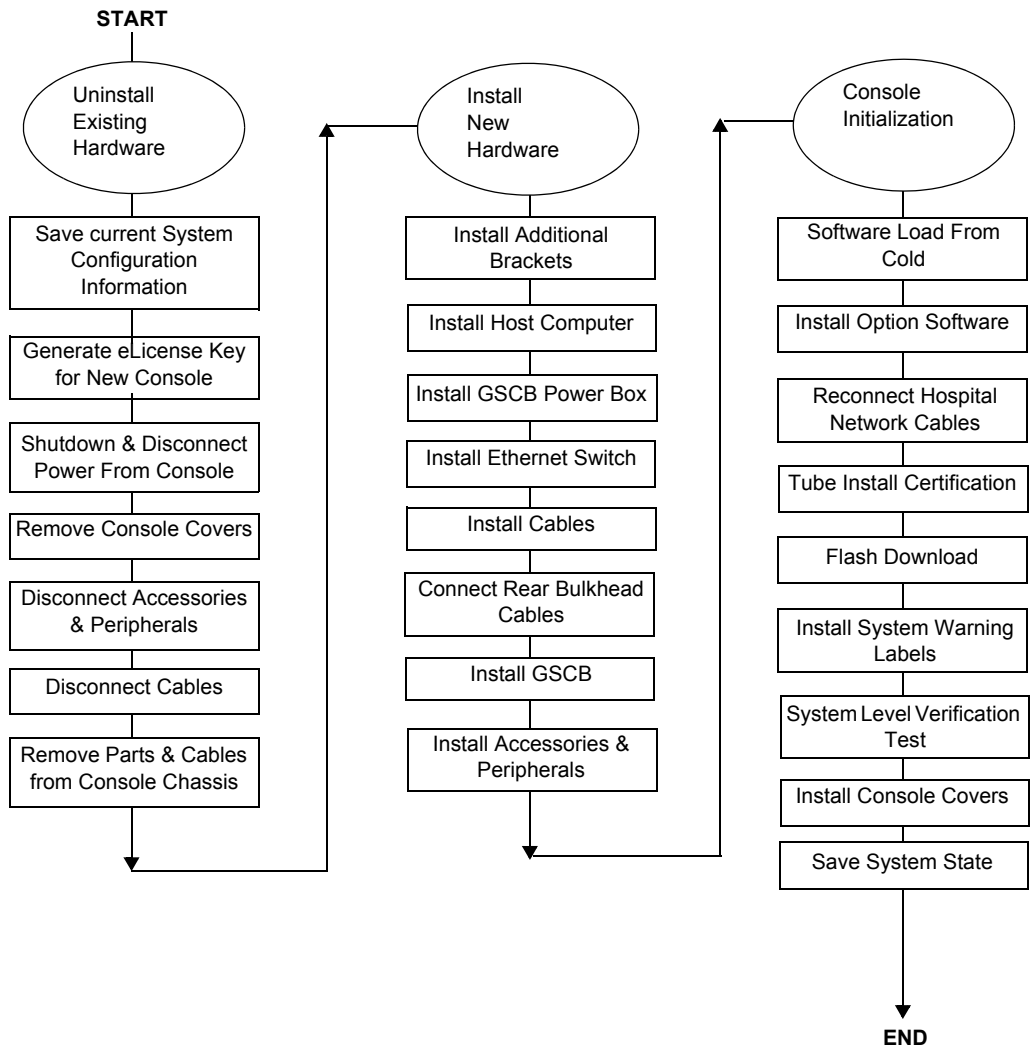 START
Uninstall
Existing
Hardware
Save current System
Configuration
Information
Generate eLicense Key
for New Console
Shutdown & Disconnect
Power From Console
Remove Console Covers
Disconnect Accessories
& Peripherals
Disconnect Cables
Remove Parts & Cables
from Console Chassis
Install
New
Hardware
Install Additional
Brackets
Install Host Computer
Install GSCB Power Box
Install Ethernet Switch
Install Cables
Connect Rear Bulkhead
Cables
Install GSCB
Install Accessories &
Peripherals
Console
Initialization
Software Load From
Cold
Install Option Software
Reconnect Hospital
Network Cables
Tube Install Certification
Flash Download
Install System Warning
Labels
System Level Verification
Test
Install Console Covers
Save System State
END